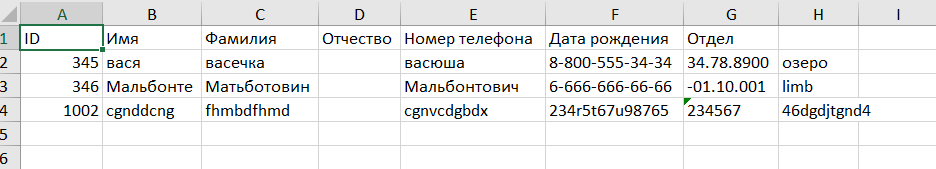 A B C D E F G H I
1 ID Имя Фамилия Отчество Номер телефона Дата рождения Отдел
2 345 вася васечка васюша 8-800-555-34-34 34.78.8900 озеро
3 346 Мальбонте Матьботовин Мальбонтович 6-666-666-66-66 -01.10.001 limb
4 1002 cgnddcng fhmbdfhmd cgnvcdgbdx 234r5t67u98765 234567 46dgdjtgnd4
5
6